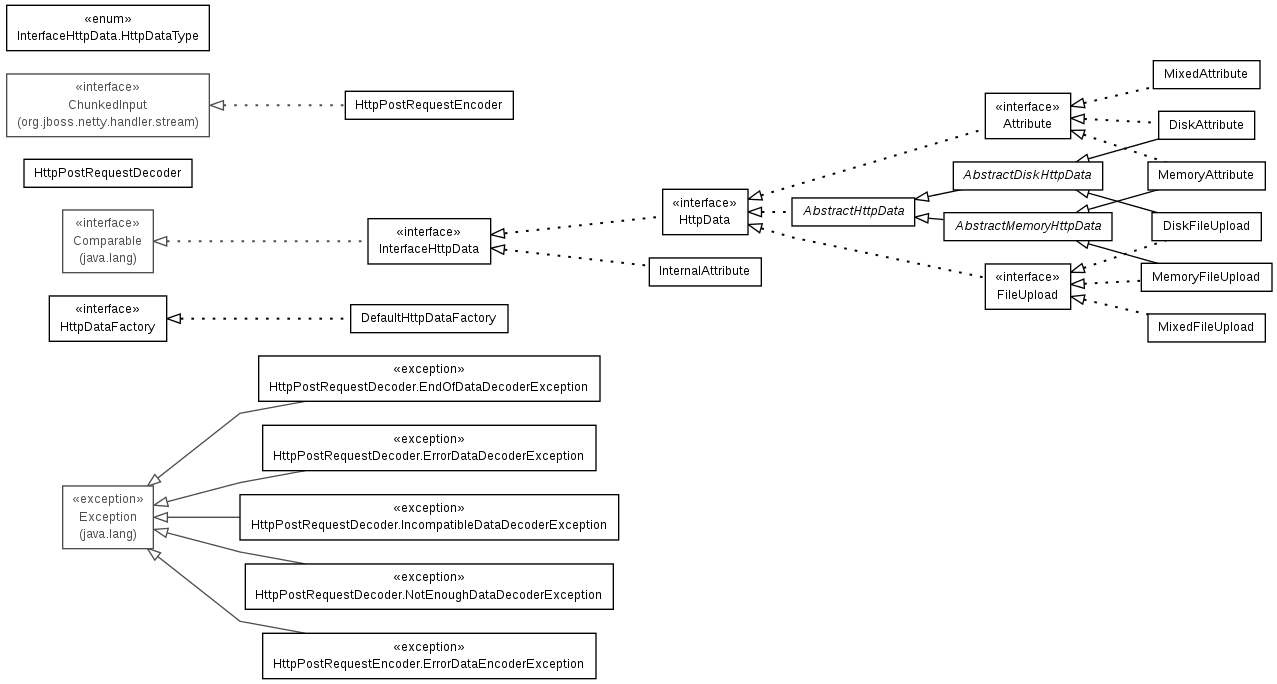 «enum»
InterfaceHttpData.HttpDataType
«interface»
ChunkedInput
(org.jboss.netty.handler.stream)
HttpPostRequestEncoder
HttpPostRequestDecoder
«interface»
Comparable
(java.lang)
«interface»
InterfaceHttpData
«interface»
HttpData
InternalAttribute
AbstractHttpData
«interface»
Attribute
AbstractDiskHttpData
AbstractMemoryHttpData
«interface»
FileUpload
MixedAttribute
DiskAttribute
MemoryAttribute
DiskFileUpload
MemoryFileUpload
MixedFileUpload
«interface»
HttpDataFactory
DefaultHttpDataFactory
«exception»
HttpPostRequestDecoder.EndOfDataDecoderException
«exception»
HttpPostRequestDecoder.ErrorDataDecoderException
«exception»
Exception
(java.lang)
«exception»
HttpPostRequestDecoder.IncompatibleDataDecoderException
«exception»
HttpPostRequestDecoder.NotEnoughDataDecoderException
«exception»
HttpPostRequestEncoder.ErrorDataEncoderException